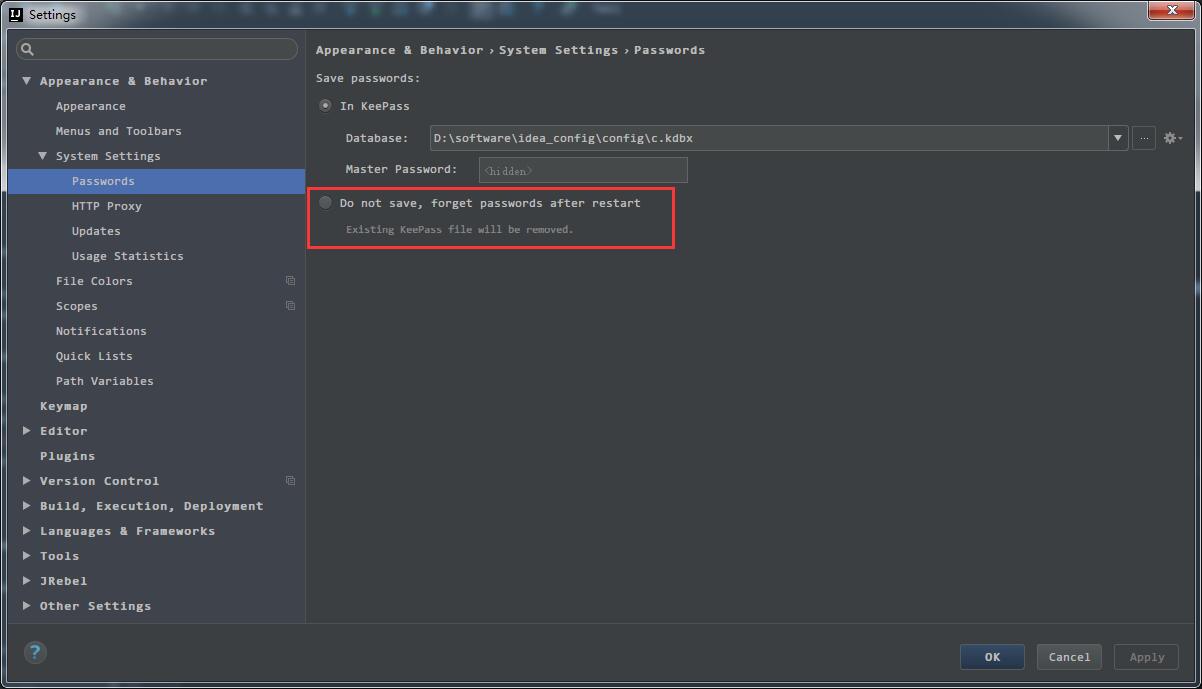 Settings
Appearance & Behavior
Appearance
Menus and Toolbars
System Settings
Passwords
HTTP Proxy
Updates
Usage Statistics
File Colors
Scopes
Notifications
Quick Lists
Path Variables
Keymap
Editor
Plugins
Version Control
Build, Execution, Deployment
Languages & Frameworks
Tools
JRebel
Other Settings
Appearance & Behavior › System Settings › Passwords
Save passwords:
In KeePass
Database: D:\software\idea_config\config\c.kdbx ...
Master Password: <hidden>
Do not save, forget passwords after restart
Existing KeePass file will be removed.
? OK Cancel Apply